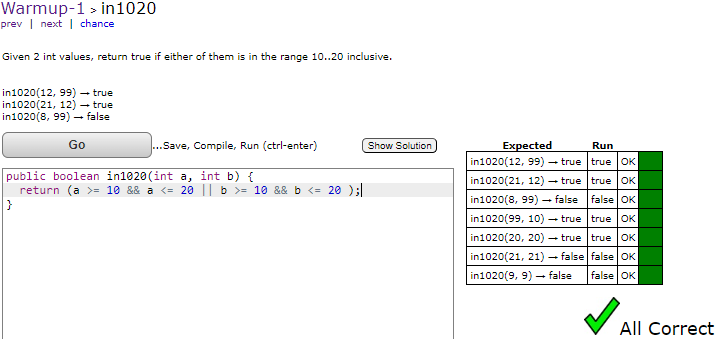 Warmup-1 > in1020
prev | next | chance
Given 2 int values, return true if either of them is in the range 10..20 inclusive.
in1020(12, 99) → true
in1020(21, 12) → true
in1020(8, 99) → false
Go
...Save, Compile, Run (ctrl-enter)
Show Solution
public boolean in1020(int a, int b) {
  return (a >= 10 && a <= 20 || b >= 10 && b <= 20 );
}
Expected Run
in1020(12, 99) → true true OK
in1020(21, 12) → true true OK
in1020(8, 99) → false false OK
in1020(99, 10) → true true OK
in1020(20, 20) → true true OK
in1020(21, 21) → false false OK
in1020(9, 9) → false false OK
All Correct